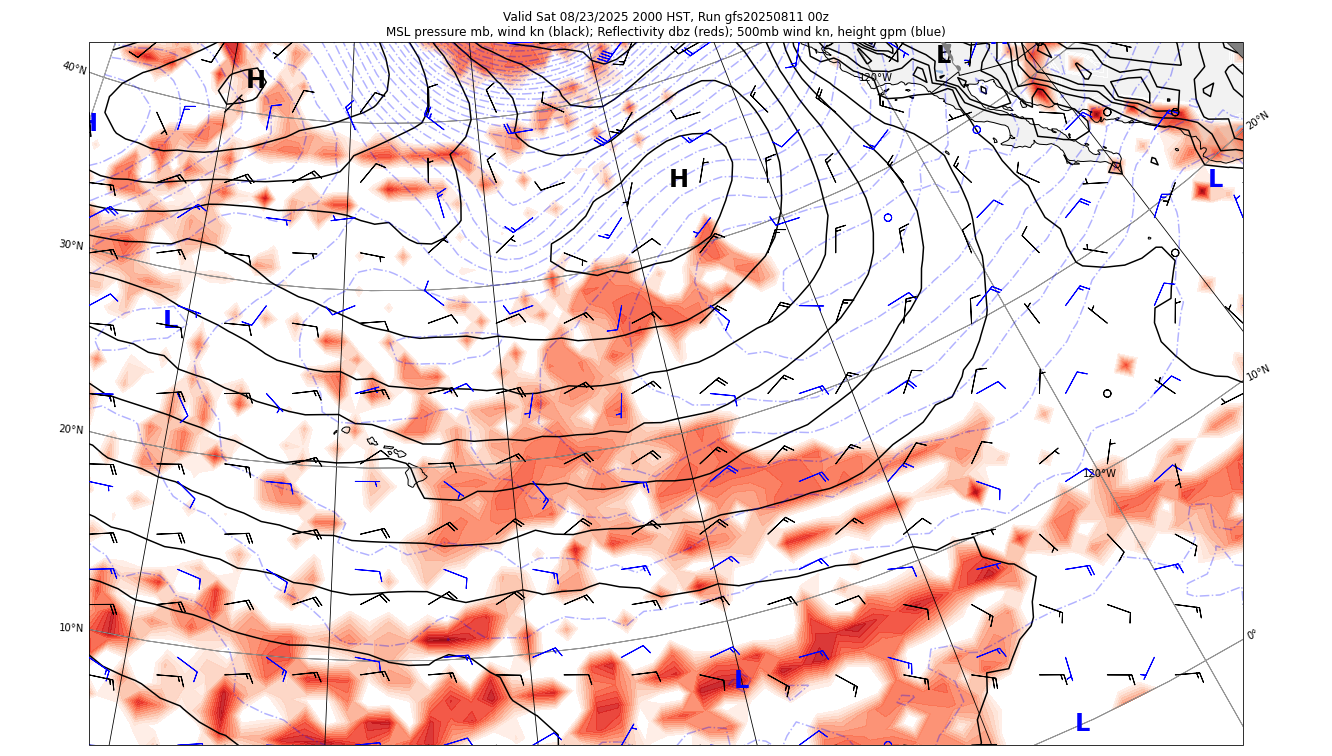 Valid Sat 08/23/2025 2000 HST, Run gfs20250811 00z
MSL pressure mb, wind kn (black); Reflectivity dbz (reds); 500mb wind kn, height gpm (blue)
40°N
H
L
120°W
H
20°N
H
L
30°N
L
10°N
20°N
120°W
10°N
0°
L
L